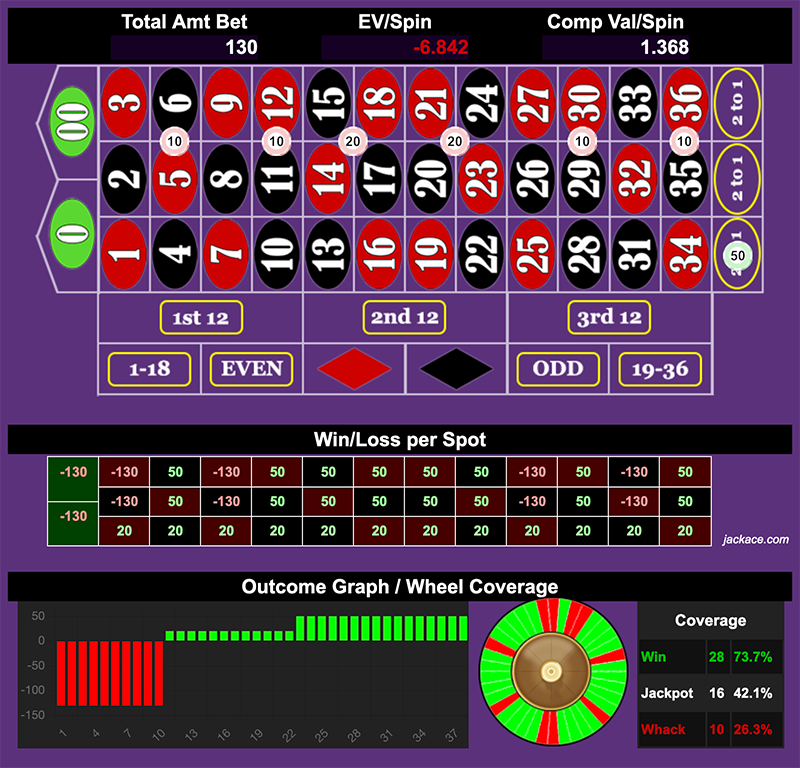 Total Amt Bet EV/Spin Comp Val/Spin
130 -6.842 1.368
00 3 6 9 12 15 18 21 24 27 30 33 36 2 to 1
10 10 20 20 10 10
2 5 8 11 14 17 20 23 26 29 32 35 2 to 1
0 1 4 7 10 13 16 19 22 25 28 31 34 50
1st 12 2nd 12 3rd 12
1-18 EVEN ODD 19-36
Win/Loss per Spot
-130 -130 50 -130 50 50 50 50 50 -130 50 -130 50
-130 50 -130 50 50 50 50 50 -130 50 -130 50
-130 20 20 20 20 20 20 20 20 20 20 20 20
jackace.com
Outcome Graph / Wheel Coverage
50
0
-50
-100
-150
1 4 7 10 13 16 19 22 25 28 31 34 37
Coverage
Win 28 73.7%
Jackpot 16 42.1%
Whack 10 26.3%